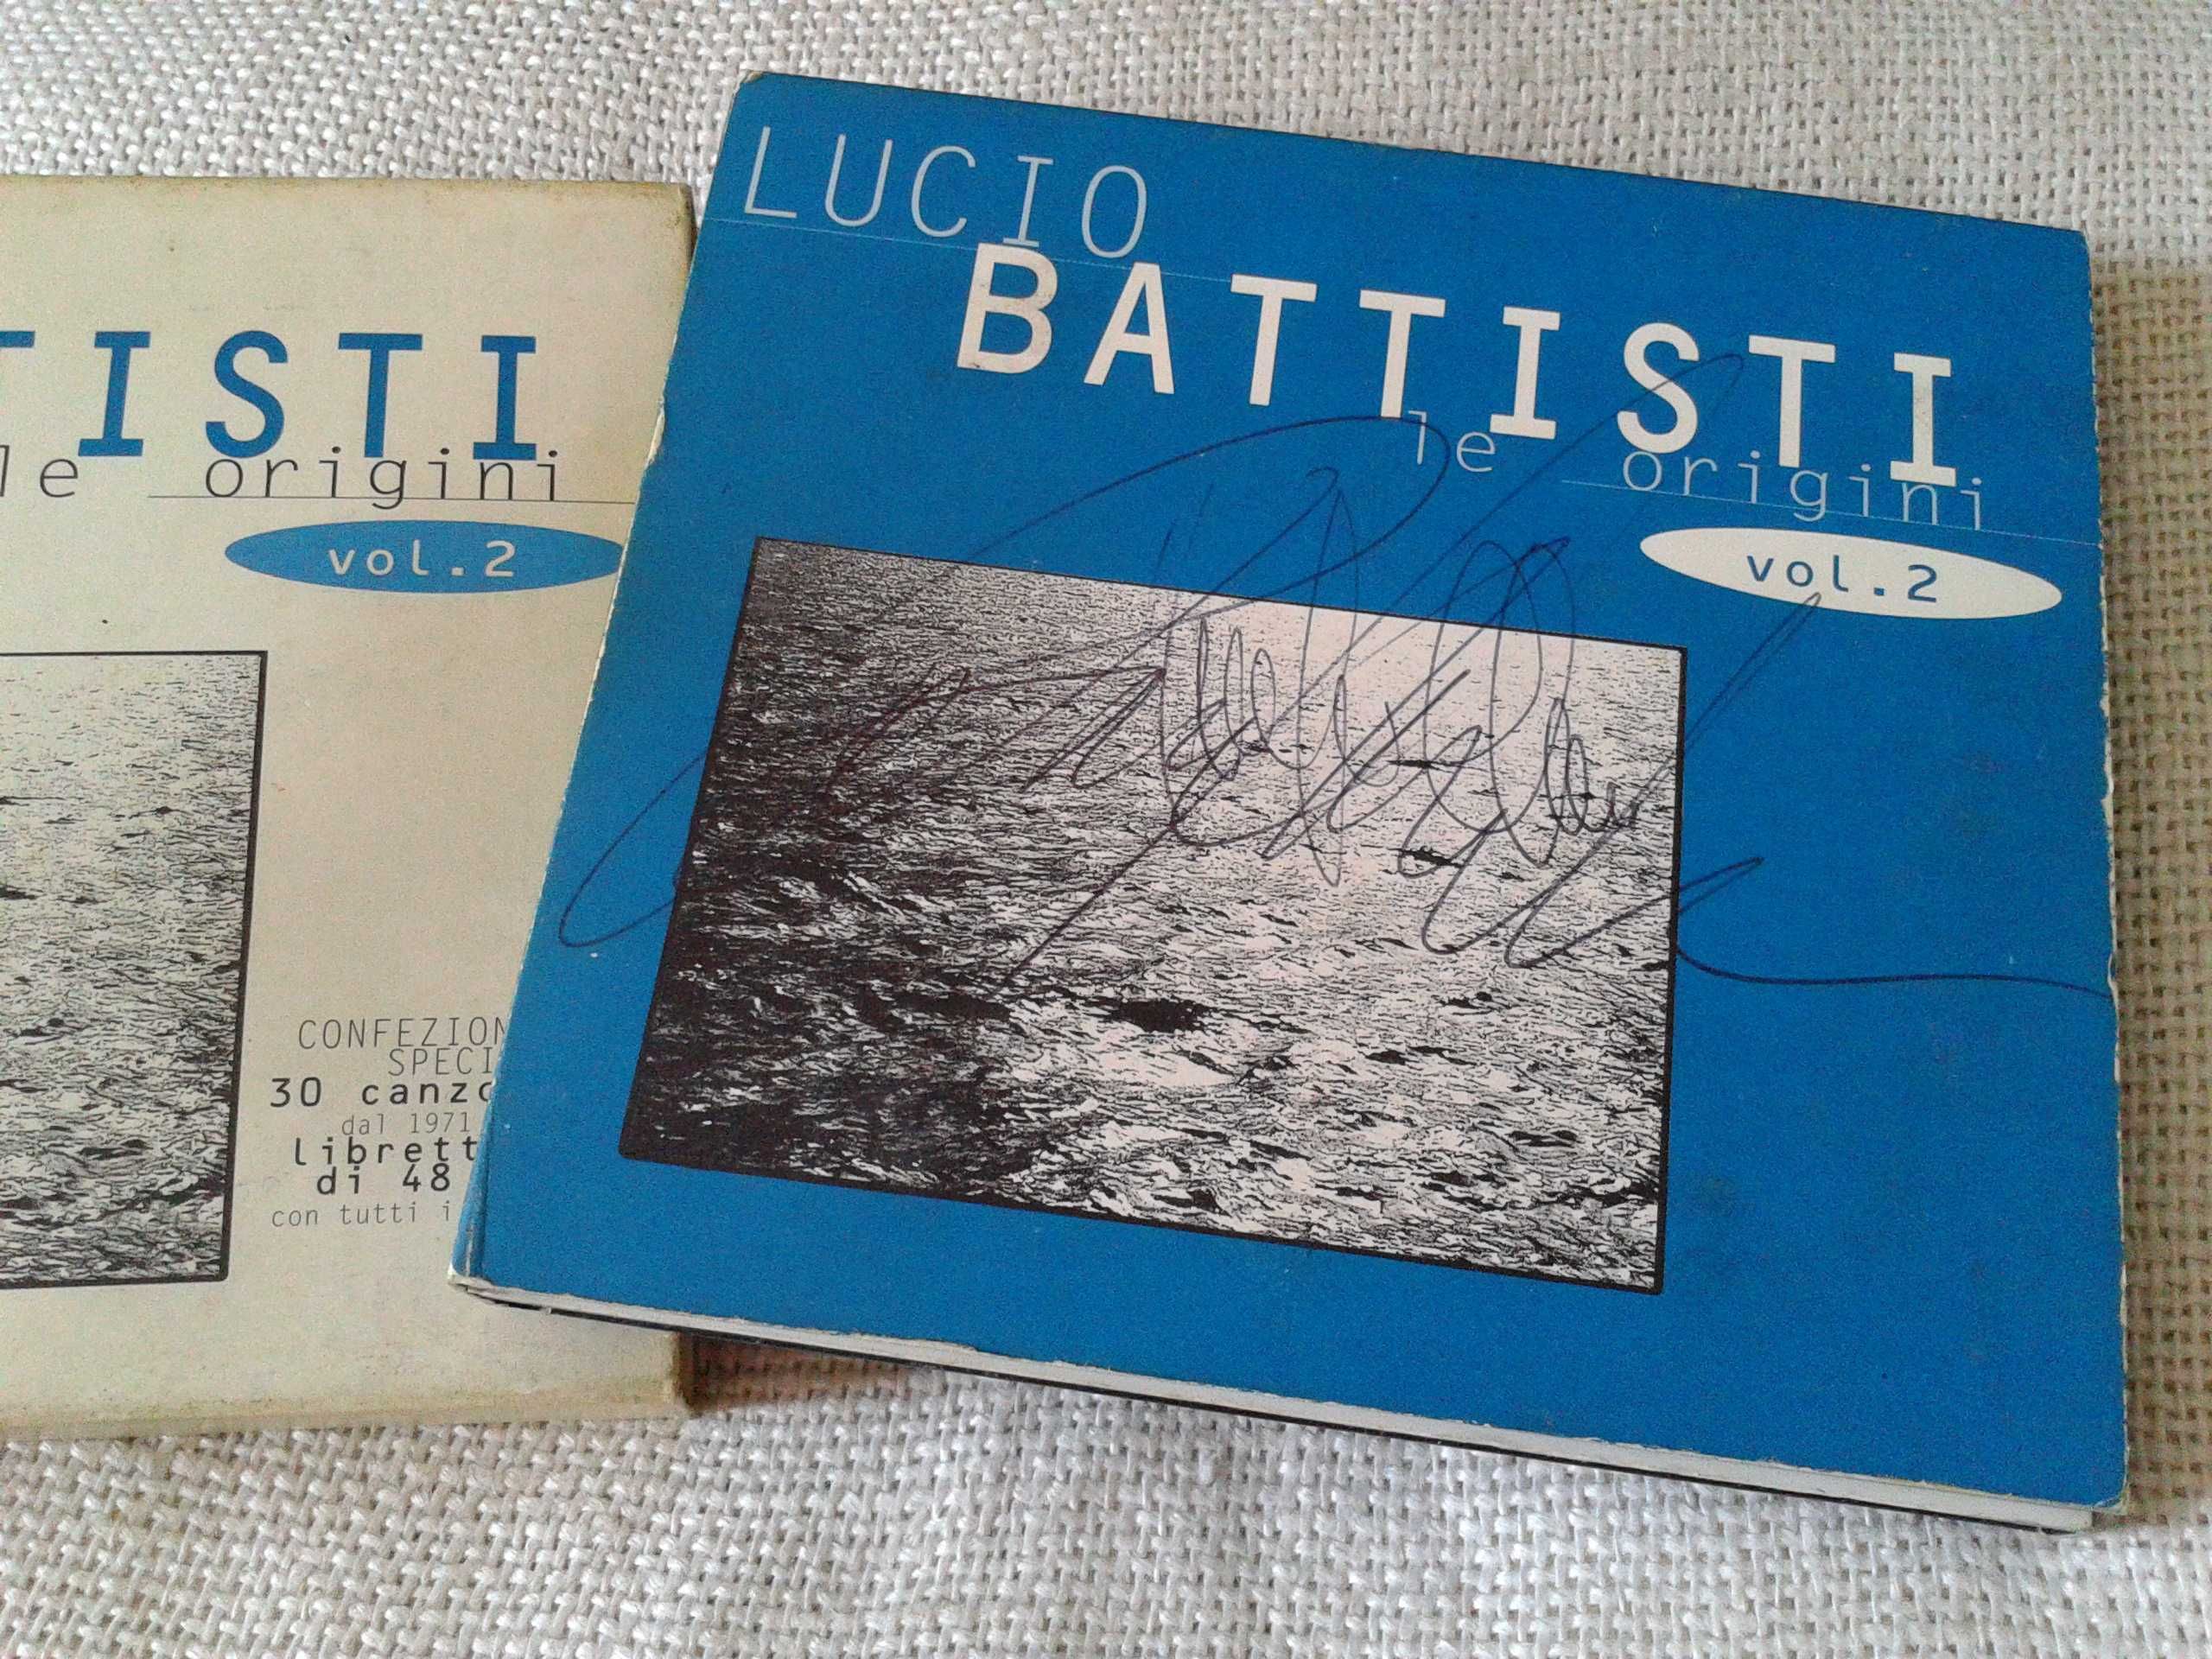 TISTI
le origini
vol.2
CONFEZION
SPECI
30 canzo
dal 1971
librett
di 48
con tutti i
LUCIO
BATTISTI
le origini
vol.2